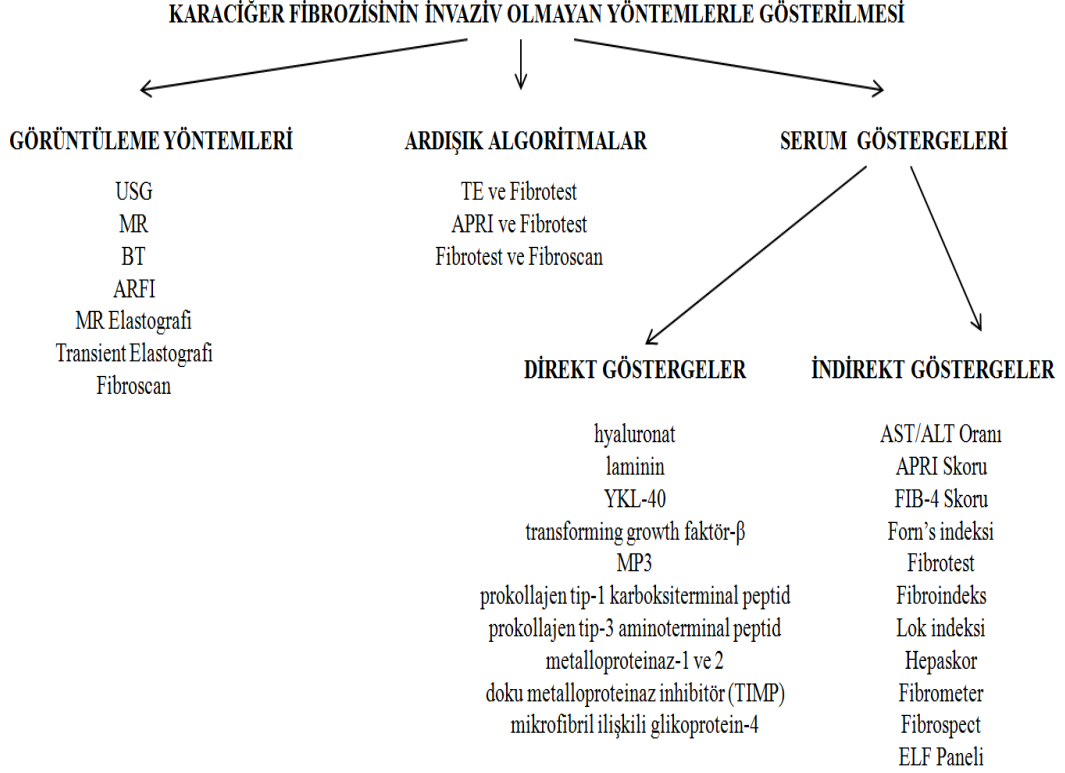 KARACİĞER FİBROZİSİNİN İNVAZİV OLMAYAN YÖNTEMLERLE GÖSTERİLMESİ
GÖRÜNTÜLEME YÖNTEMLERİ
USG
MR
BT
ARFI
MR Elastografi
Transient Elastografi
Fibroscan
ARDIŞIK ALGORİTMALAR
TE ve Fibrotest
APRI ve Fibrotest
Fibrotest ve Fibroscan
SERUM GÖSTERGELERİ
DİREKT GÖSTERGELER
hyaluronat
laminin
YKL-40
transforming growth faktör-β
MP3
prokollajen tip-1 karboksiterminal peptid
prokollajen tip-3 aminoterminal peptid
metalloproteinaz-1 ve 2
doku metalloproteinaz inhibitör (TIMP)
mikrofibril ilişkili glikoprotein-4
İNDİREKT GÖSTERGELER
AST/ALT Oranı
APRI Skoru
FIB-4 Skoru
Forn's indeksi
Fibrotest
Fibroindeks
Lok indeksi
Hepaskor
Fibrometer
Fibrospect
ELF Paneli